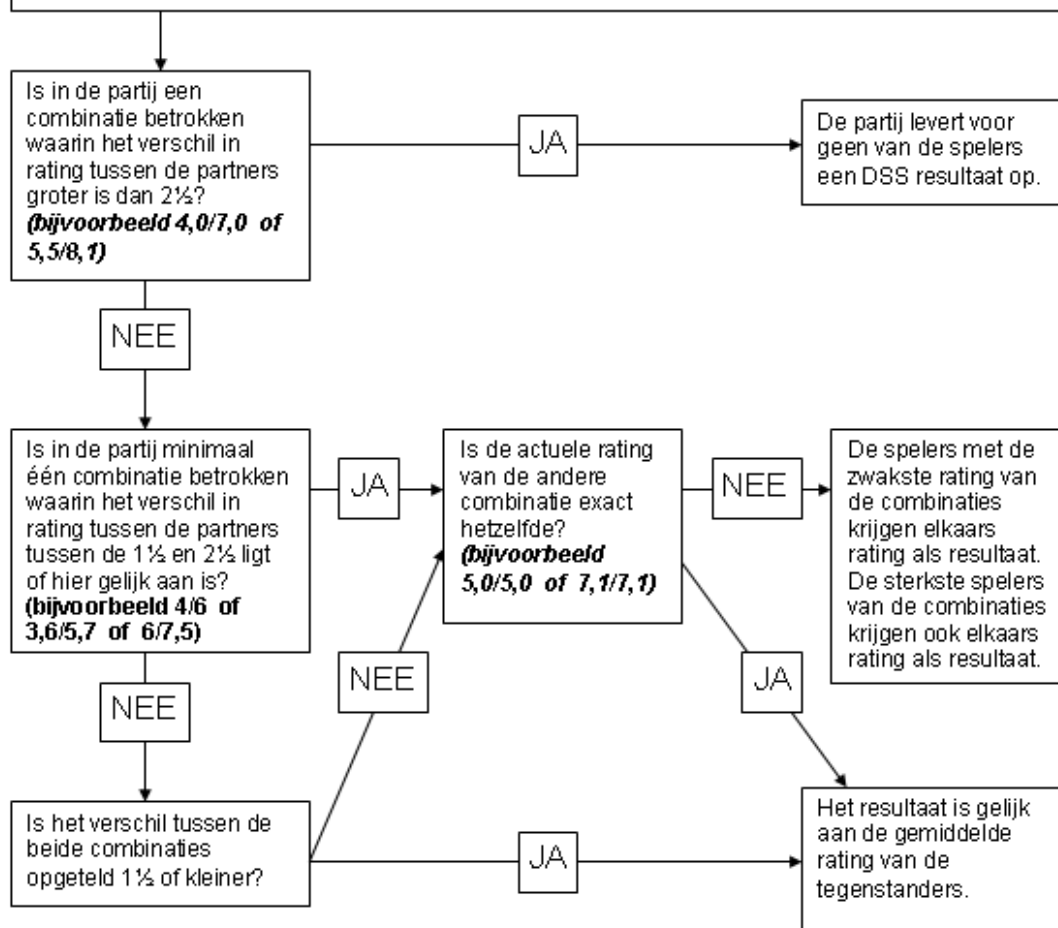 Is in de partij een
combinatie betrokken
waarin het verschil in
rating tussen de partners
groter is dan 2½?
(bijvoorbeeld 4,0/7,0 of
5,5/8,1)
JA
De partij levert voor
geen van de spelers
een DSS resultaat op.
NEE
Is in de partij minimaal
één combinatie betrokken
waarin het verschil in
rating tussen de partners
tussen de 1½ en 2½ ligt
of hier gelijk aan is?
(bijvoorbeeld 4/6 of
3,6/5,7 of 6/7,5)
JA
Is de actuele rating
van de andere
combinatie exact
hetzelfde?
(bijvoorbeeld
5,0/5,0 of 7,1/7,1)
NEE
De spelers met de
zwakste rating van
de combinaties
krijgen elkaars
rating als resultaat.
De sterkste spelers
van de combinaties
krijgen ook elkaars
rating als resultaat.
NEE
NEE
JA
Is het verschil tussen de
beide combinaties
opgeteld 1½ of kleiner?
JA
Het resultaat is gelijk
aan de gemiddelde
rating van de
tegenstanders.